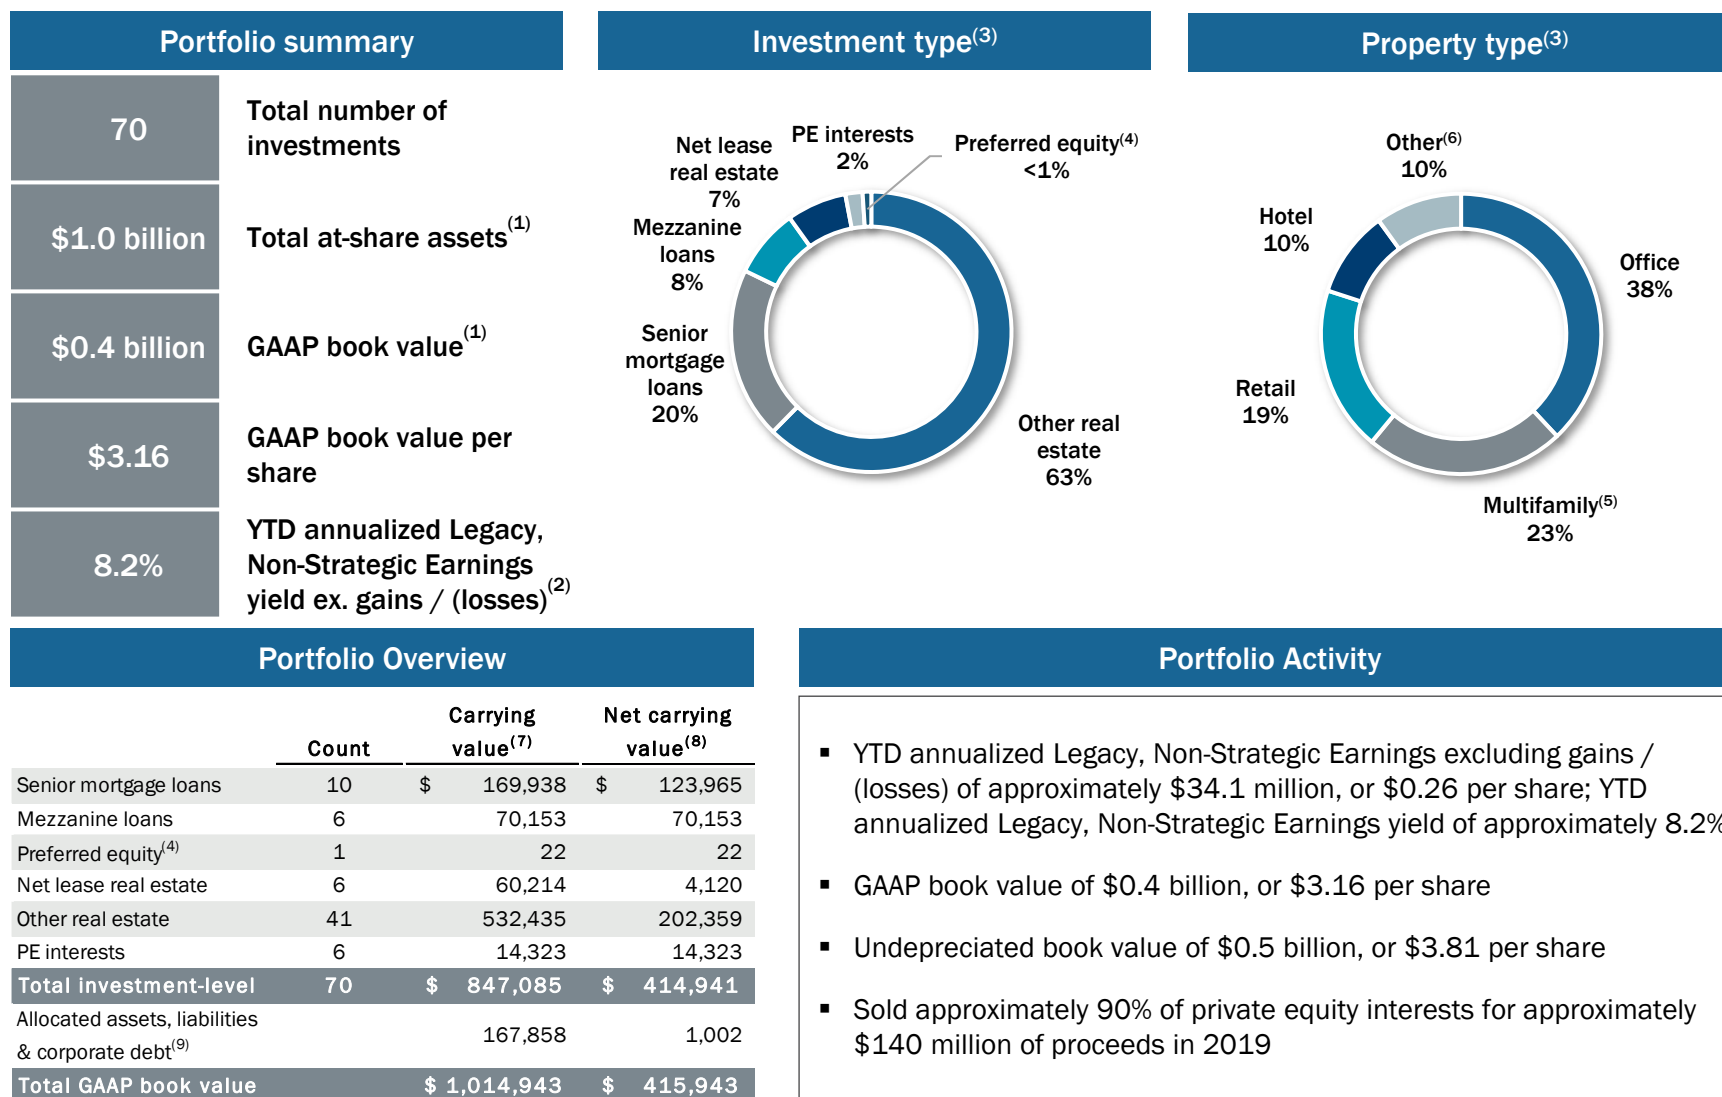 Portfolio summary
70
Total number of
investments
$1.0 billion
Total at-share assets(1)
$0.4 billion
GAAP book value(1)
$3.16
GAAP book value per
share
8.2%
YTD annualized Legacy,
Non-Strategic Earnings
yield ex. gains / (losses)(2)
Investment type(3)
Net lease
real estate
7%
PE interests
2%
Preferred equity(4)
<1%
Mezzanine
loans
8%
Senior
mortgage
loans
20%
Other real
estate
63%
Property type(3)
Other(6)
10%
Hotel
10%
Office
38%
Retail
19%
Multifamily(5)
23%
Portfolio Overview
Carrying Net carrying
Count value(7) value(8)
Senior mortgage loans 10 $ 169,938 $ 123,965
Mezzanine loans 6 70,153 70,153
Preferred equity(4) 1 22 22
Net lease real estate 6 60,214 4,120
Other real estate 41 532,435 202,359
PE interests 6 14,323 14,323
Total investment-level 70 $ 847,085 $ 414,941
Allocated assets, liabilities
& corporate debt(9) 167,858 1,002
Total GAAP book value $ 1,014,943 $ 415,943
Portfolio Activity
▪ YTD annualized Legacy, Non-Strategic Earnings excluding gains /
(losses) of approximately $34.1 million, or $0.26 per share; YTD
annualized Legacy, Non-Strategic Earnings yield of approximately 8.2%
▪ GAAP book value of $0.4 billion, or $3.16 per share
▪ Undepreciated book value of $0.5 billion, or $3.81 per share
▪ Sold approximately 90% of private equity interests for approximately
$140 million of proceeds in 2019